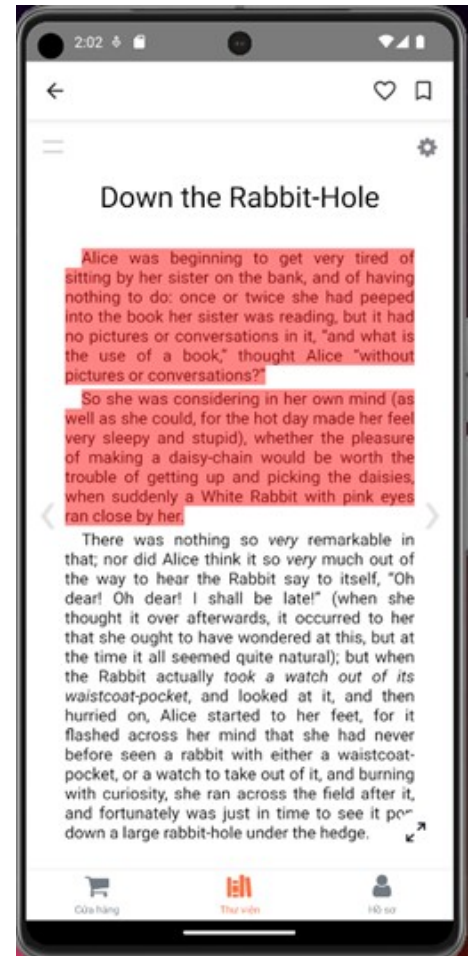 2:02
Down the Rabbit-Hole
Alice was beginning to get very tired of
sitting by her sister on the bank, and of having
nothing to do: once or twice she had peeped
into the book her sister was reading, but it had
no pictures or conversations in it, “and what is
the use of a book,” thought Alice “without
pictures or conversations?”
So she was considering in her own mind (as
well as she could, for the hot day made her feel
very sleepy and stupid), whether the pleasure
of making a daisy-chain would be worth the
trouble of getting up and picking the daisies,
when suddenly a White Rabbit with pink eyes
ran close by her.
There was nothing so very remarkable in
that; nor did Alice think it so very much out of
the way to hear the Rabbit say to itself, “Oh
dear! Oh dear! I shall be late!” (when she
thought it over afterwards, it occurred to her
that she ought to have wondered at this, but at
the time it all seemed quite natural); but when
the Rabbit actually took a watch out of its
waistcoat-pocket, and looked at it, and then
hurried on, Alice started to her feet, for it
flashed across her mind that she had never
before seen a rabbit with either a waistcoat-
pocket, or a watch to take out of it, and burning
with curiosity, she ran across the field after it,
and fortunately was just in time to see it
down a large rabbit-hole under the hedge.
Cửa hàng
Thư viện
Hồ sơ